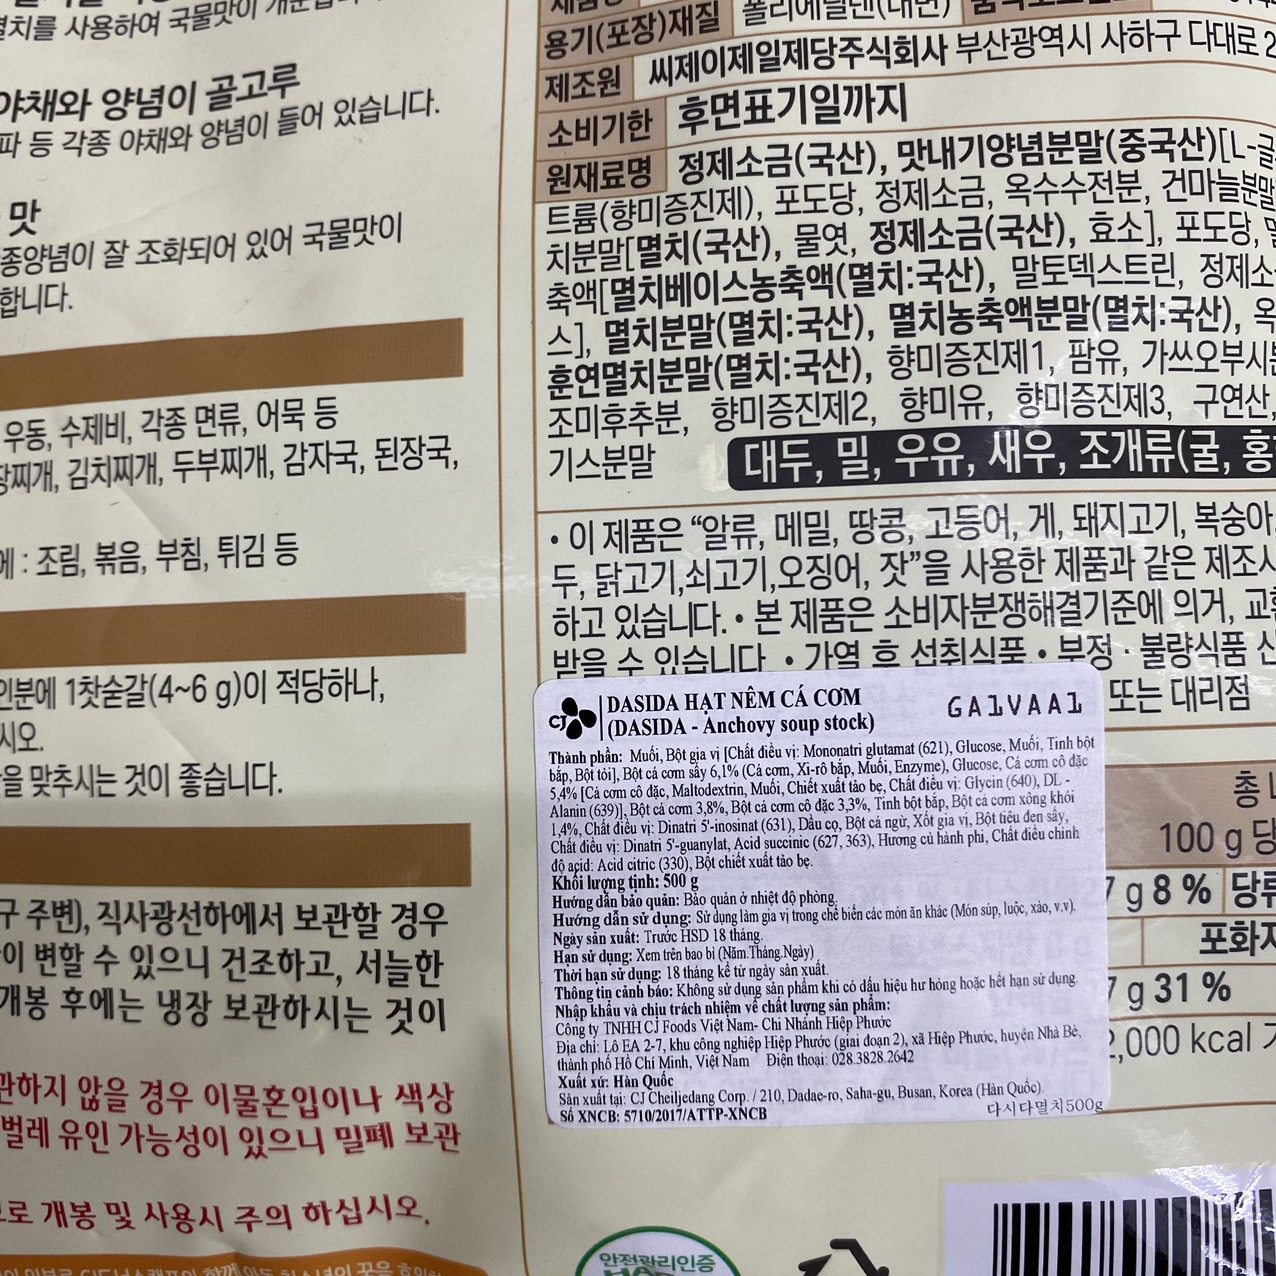 멸치를 사용하여 국물맛이
야채와 양념이 골고루
파 등 각종 야채와 양념이 들어 있습니다.
맛
종양념이 잘 조화되어 있어 국물맛이
합니다.
우동, 수제비, 각종 면류, 어묵 등
장찌개, 김치찌개, 두부찌개, 감자국, 된장국,
에 : 조림, 볶음, 부침, 튀김 등
인분에 1찻숟갈(4~6 g)이 적당하나,
시오.
을 맞추시는 것이 좋습니다.
구 주변), 직사광선하에서 보관할 경우
이 변할 수 있으니 건조하고, 서늘한
개봉 후에는 냉장 보관하시는 것이
관하지 않을 경우 이물혼입이나 색상
벌레 유인 가능성이 있으니 밀폐 보관
로 개봉 및 사용시 주의 하십시오.
용기(포장)재질 폴리에틸렌(내면)
제조원 씨제이제일제당주식회사 부산광역시 사하구 다대로 2
소비기한 후면표기일까지
원재료명 정제소금(국산), 맛내기양념분말(중국산)[L-글
트륨(향미증진제), 포도당, 정제소금, 옥수수전분, 건마늘분말
치분말[멸치(국산), 물엿, 정제소금(국산), 효소], 포도당,
축액[멸치베이스농축액(멸치:국산), 말토덱스트린, 정제소
스], 멸치분말(멸치:국산), 멸치농축액분말(멸치:국산), 옥
훈연멸치분말(멸치:국산), 향미증진제1, 팜유, 가쓰오부시
조미후추분, 향미증진제2, 향미유, 향미증진제3, 구연산,
기스분말 대두, 밀, 우유, 새우, 조개류(굴, 홍
• 이 제품은 “알류, 메밀, 땅콩, 고등어, 게, 돼지고기, 복숭아
두, 닭고기,쇠고기,오징어, 잣”을 사용한 제품과 같은 제조시
하고 있습니다. • 본 제품은 소비자분쟁해결기준에 의거, 교환
받을 수 있습니다 • 가열 후 섭취식품 • 부정 · 불량식품 신
또는 대리점
CJ DASIDA HẠT NÊM CÁ CƠM GA1VAA1
(DASIDA - Anchovy soup stock)
Thành phần: Muối, Bột gia vị [Chất điều vị: Mononatri glutamat (621), Glucose, Muối, Tinh bột
bắp, Bột tỏi], Bột cá cơm sấy 6,1% (Cá cơm, Xi-rô bắp, Muối, Enzyme), Glucose, Cá cơm cô đặc
5,4% [Cá cơm cô đặc, Maltodextrin, Muối, Chiết xuất tảo bẹ, Chất điều vị: Glycin (640), DL -
Alanin (639)], Bột cá cơm 3,8%, Bột cá cơm cô đặc 3,3%, Tinh bột bắp, Bột cá cơm xông khói
1,4%, Chất điều vị: Dinatri 5'-inosinat (631), Dầu cọ, Bột cá ngừ, Xốt gia vị, Bột tiêu đen sấy,
Chất điều vị: Dinatri 5'-guanylat, Acid succinic (627, 363), Hương củ hành phi, Chất điều chỉnh
độ acid: Acid citric (330), Bột chiết xuất tảo bẹ.
Khối lượng tịnh: 500 g
Hướng dẫn bảo quản: Bảo quản ở nhiệt độ phòng.
Hướng dẫn sử dụng: Sử dụng làm gia vị trong chế biến các món ăn khác (Món súp, luộc, xào, v.v).
Ngày sản xuất: Trước HSD 18 tháng.
Hạn sử dụng: Xem trên bao bì (Năm.Tháng.Ngày)
Thời hạn sử dụng: 18 tháng kể từ ngày sản xuất.
Thông tin cảnh báo: Không sử dụng sản phẩm khi có dấu hiệu hư hỏng hoặc hết hạn sử dụng.
Nhập khẩu và chịu trách nhiệm về chất lượng sản phẩm:
Công ty TNHH CJ Foods Việt Nam- Chi Nhánh Hiệp Phước
Địa chỉ: Lô EA 2-7, khu công nghiệp Hiệp Phước (giai đoạn 2), xã Hiệp Phước, huyện Nhà Bè,
thành phố Hồ Chí Minh, Việt Nam Điện thoại: 028.3828.2642
Xuất xứ: Hàn Quốc
Sản xuất tại: CJ Cheiljedang Corp. / 210, Dadae-ro, Saha-gu, Busan, Korea (Hàn Quốc).
Số XNCB: 5710/2017/ATTP-XNCB 다시다멸치500g
총
100 g 당
7 g 8 % 당류
포화지
7 g 31 %
2,000 kcal
안전관리인증